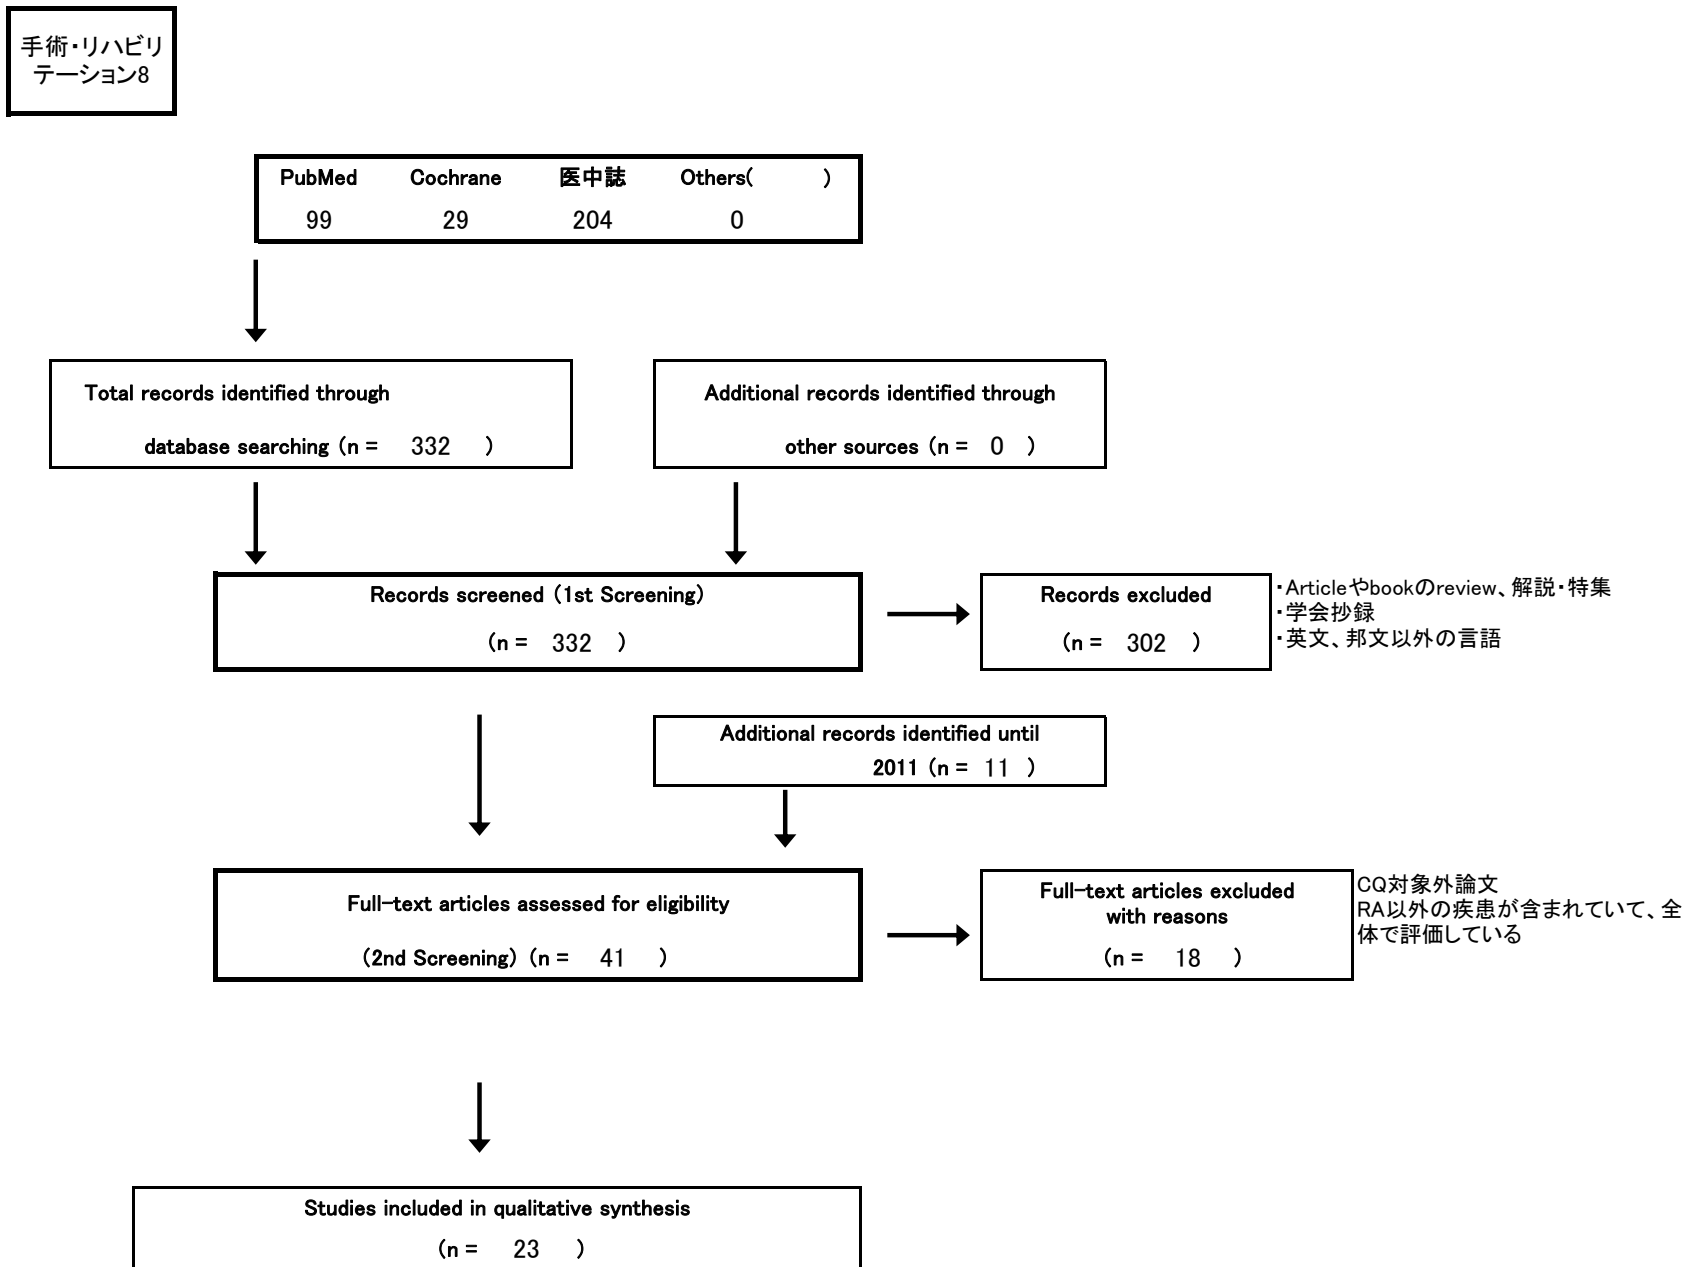 手術・リハビリ
テーション8
PubMed Cochrane 医中誌 Others( )
99 29 204 0
Total records identified through
database searching (n = 332 )
Additional records identified through
other sources (n = 0 )
Records screened (1st Screening)
(n = 332 )
Records excluded
(n = 302 )
・Articleやbookのreview、解説・特集
・学会抄録
・英文、邦文以外の言語
Additional records identified until
2011 (n = 11 )
Full-text articles assessed for eligibility
(2nd Screening) (n = 41 )
Full-text articles excluded
with reasons
(n = 18 )
CQ対象外論文
RA以外の疾患が含まれていて、全
体で評価している
Studies included in qualitative synthesis
(n = 23 )